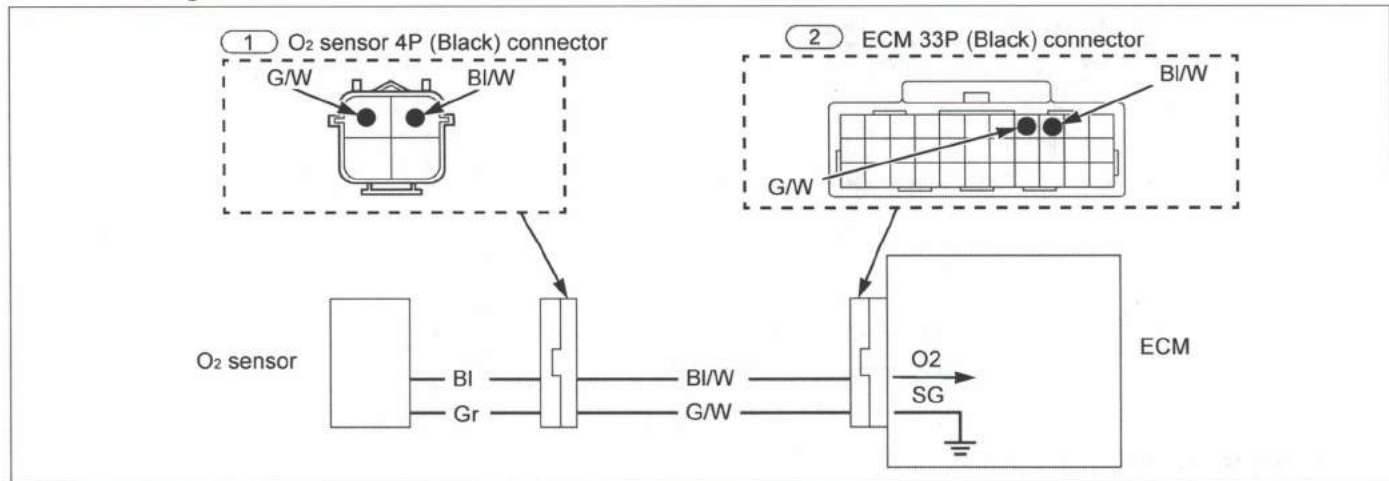 1 O2 sensor 4P (Black) connector
2 ECM 33P (Black) connector
G/W
Bl/W
Bl/W
G/W
O2 sensor
Bl
Bl/W
Gr
G/W
O2
SG
ECM